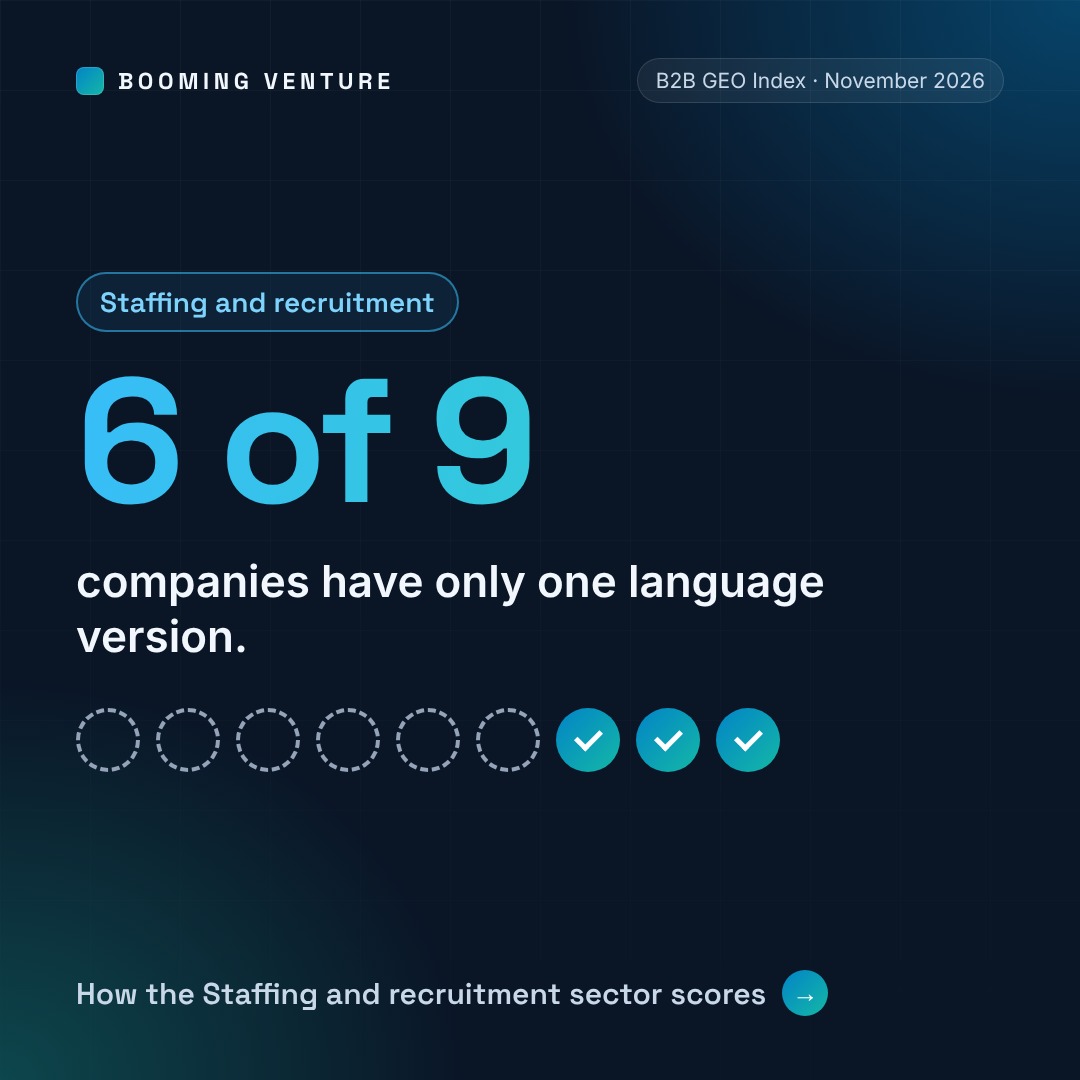 BOOMING VENTURE
B2B GEO Index · November 2026
Staffing and recruitment
6 of 9
companies have only one language
version.
How the Staffing and recruitment sector scores →